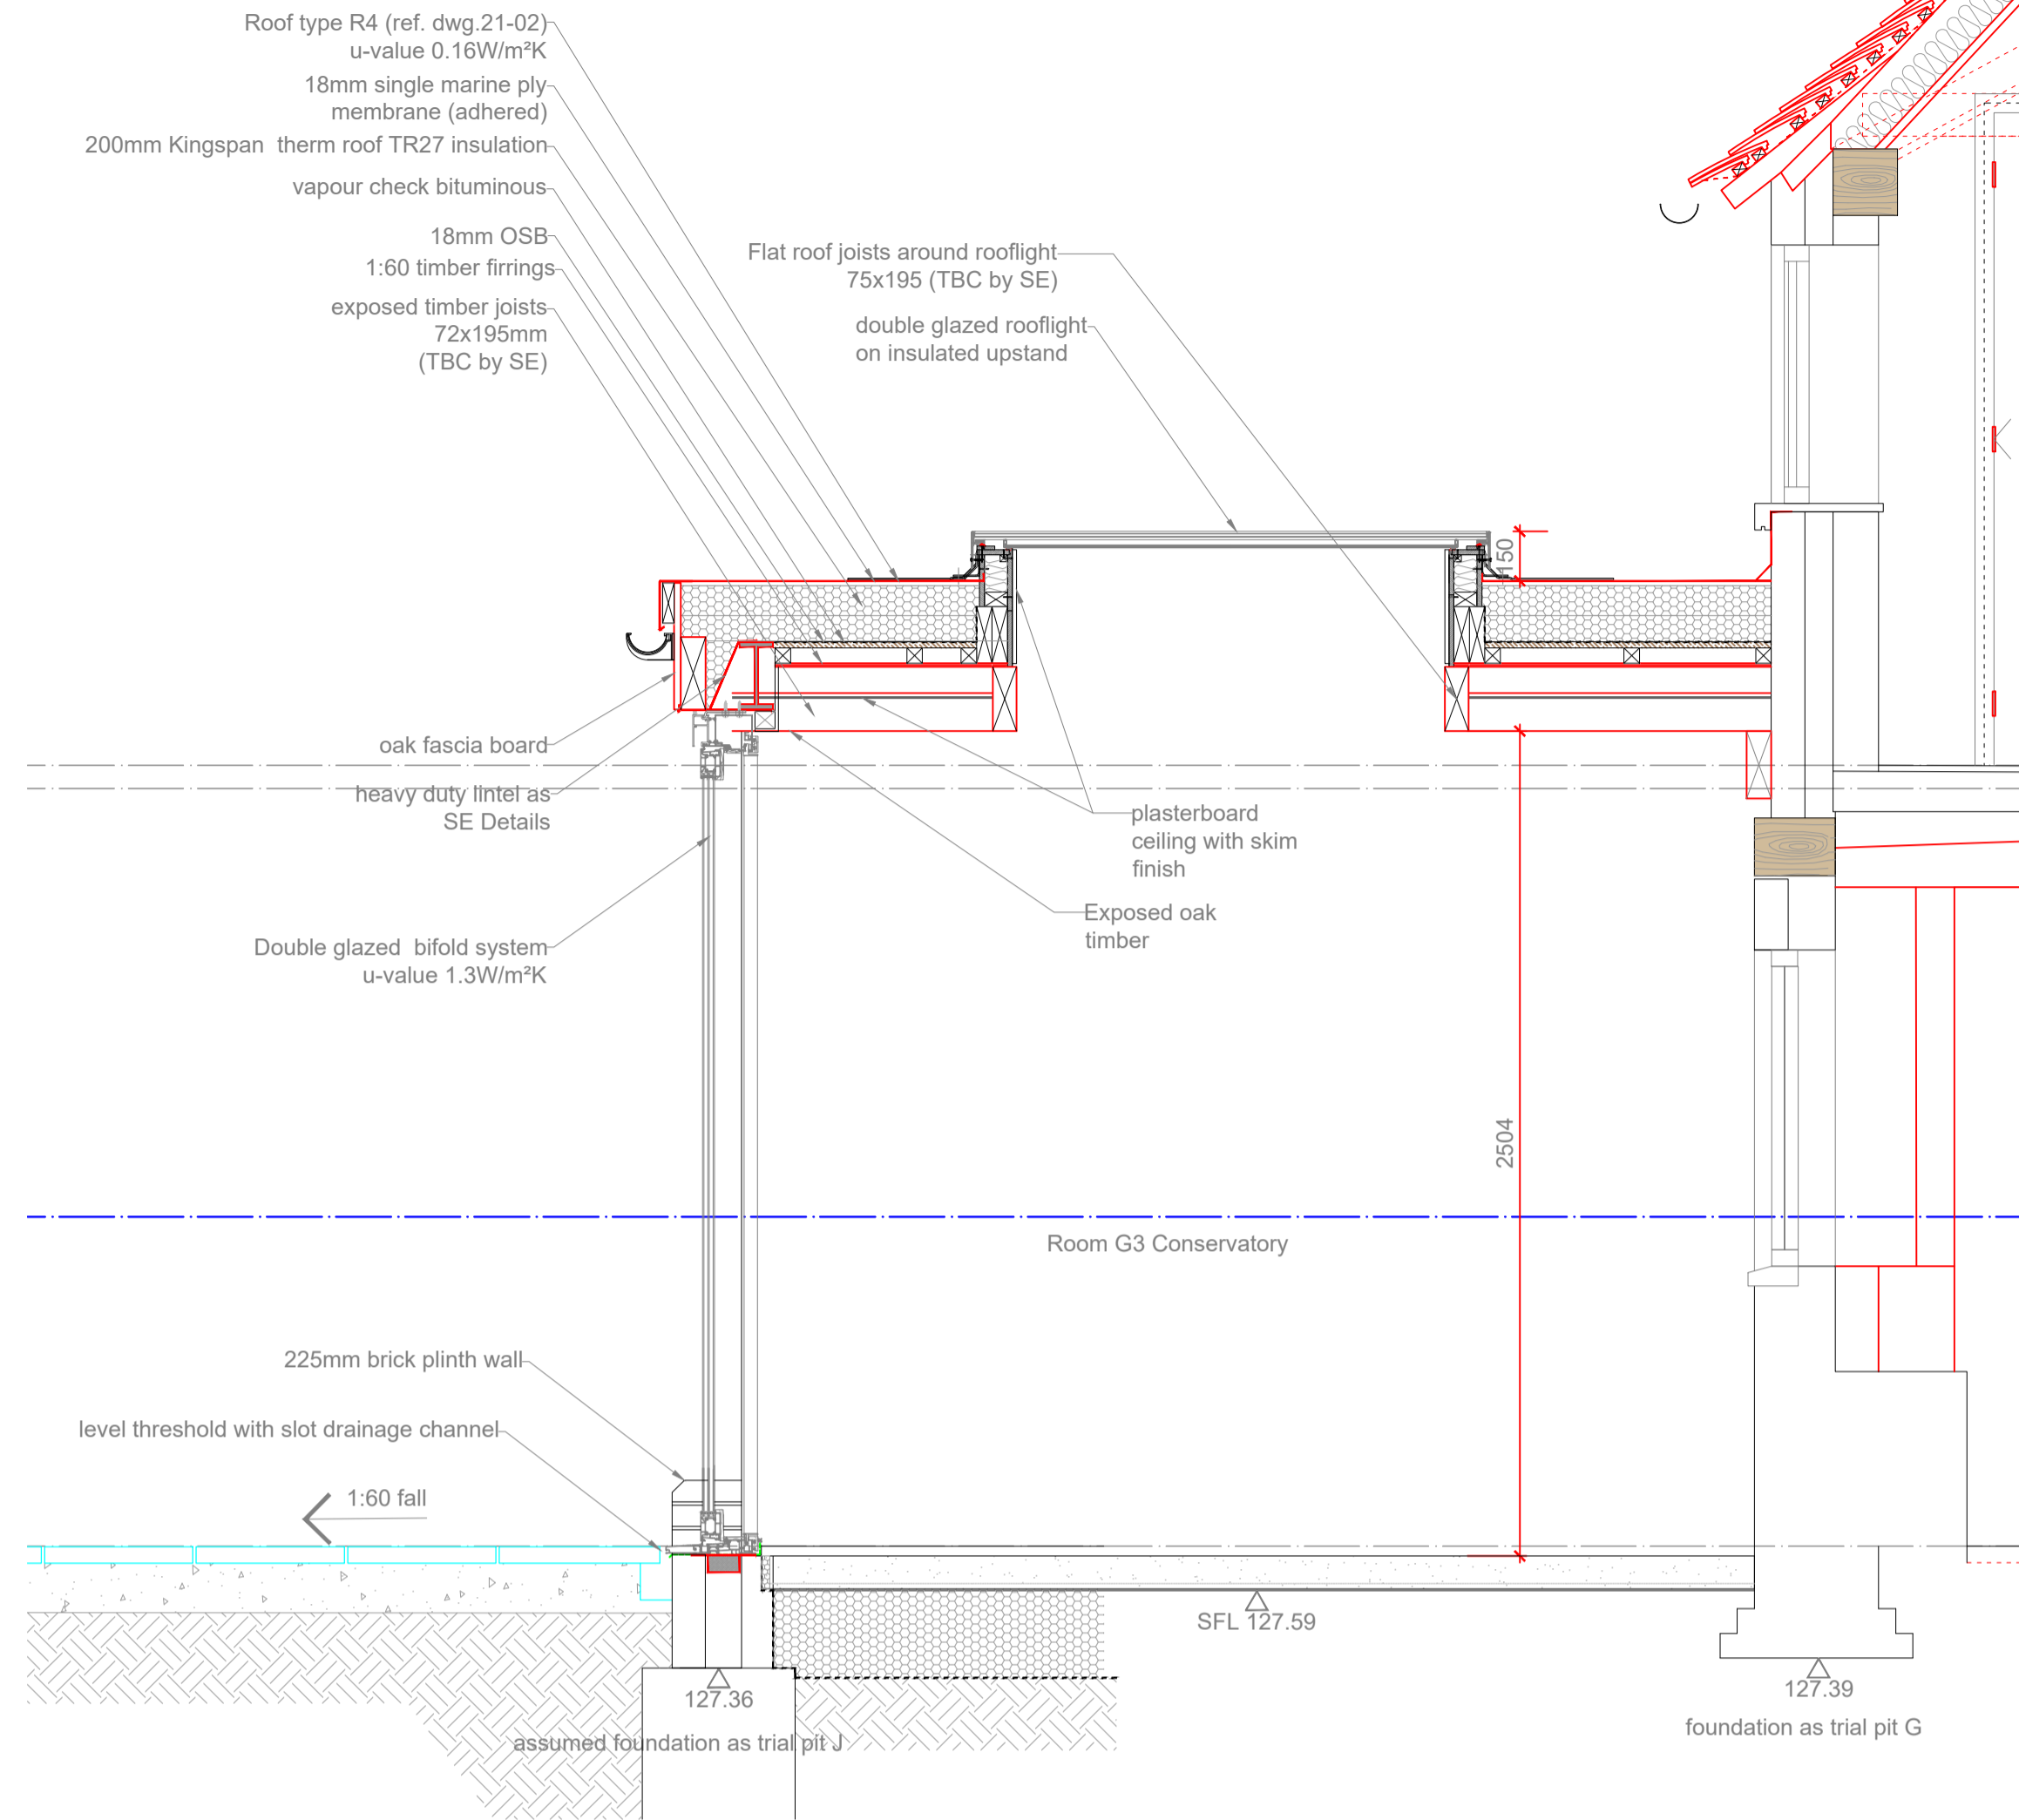 Roof type R4 (ref. dwg.21-02)
u-value 0.16W/m²K
18mm single marine ply
membrane (adhered)
200mm Kingspan  therm roof TR27 insulation
vapour check bituminous
18mm OSB
1:60 timber firrings
exposed timber joists
72x195mm
(TBC by SE)
Flat roof joists around rooflight
75x195 (TBC by SE)
double glazed rooflight
on insulated upstand
150
oak fascia board
heavy duty lintel as
SE Details
plasterboard
ceiling with skim
finish
Exposed oak
timber
Double glazed  bifold system
u-value 1.3W/m²K
2504
Room G3 Conservatory
225mm brick plinth wall
level threshold with slot drainage channel
1:60 fall
SFL 127.59
127.36
assumed foundation as trial pit J
127.39
foundation as trial pit G